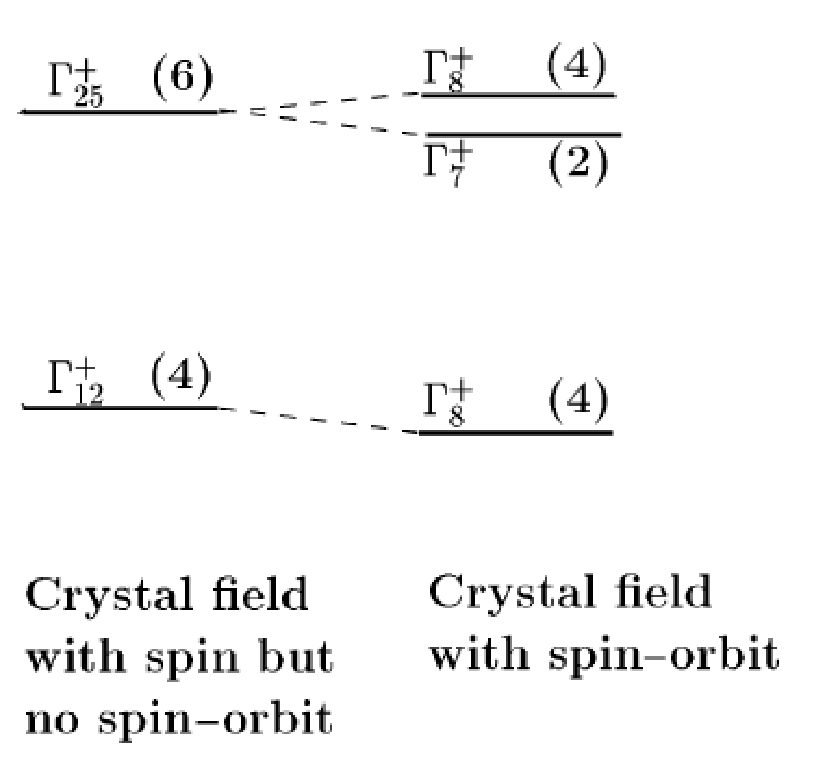 Γ₂₅⁺ (6)
Γ₈⁺ (4)
Γ₇⁺ (2)
Γ₁₂⁺ (4)
Γ₈⁺ (4)
Crystal field
with spin but
no spin–orbit
Crystal field
with spin–orbit